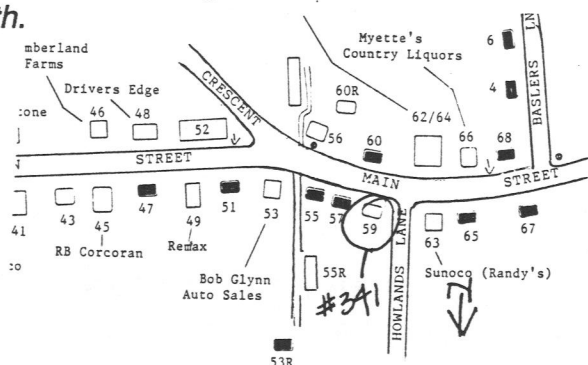 th.
mberland
Farms
Drivers Edge
46
48
52
CRESCENT
60R
56
60
Myette's
Country Liquors
62/64
66
68
6
4
BASLERS LN
STREET
MAIN
STREET
41
43
45
47
49
51
53
55
57
59
63
65
67
RB Corcoran
Remax
Bob Glynn
Auto Sales
55R
53R
#341
HOWLANDS LANE
Sunoco (Randy's)